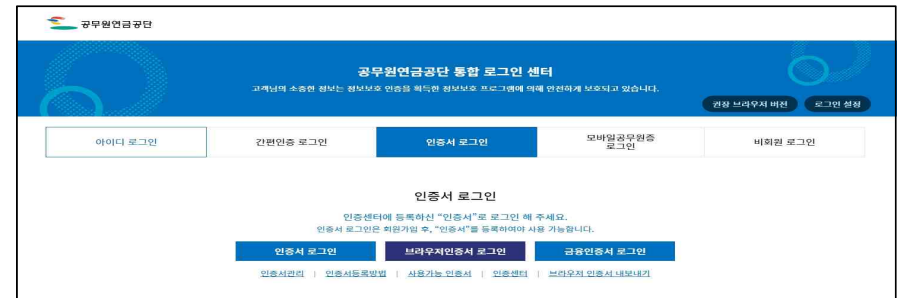 공무원연금공단
공무원연금공단 통합 로그인 센터
고객님의 소중한 정보는 정보보호 인증을 획득한 정보보호 프로그램에 의해 안전하게 보호되고 있습니다.
권장 브라우저 버전 로그인 설정
아이디 로그인 간편인증 로그인 인증서 로그인 모바일공무원증 로그인 비회원 로그인
인증서 로그인
인증센터에 등록하신 "인증서"로 로그인 해 주세요.
인증서 로그인은 회원가입 후, "인증서"를 등록하여야 사용 가능합니다.
인증서 로그인 브라우저인증서 로그인 금융인증서 로그인
인증서관리 | 인증서등록방법 | 사용가능 인증서 | 인증센터 | 브라우저 인증서 내보내기